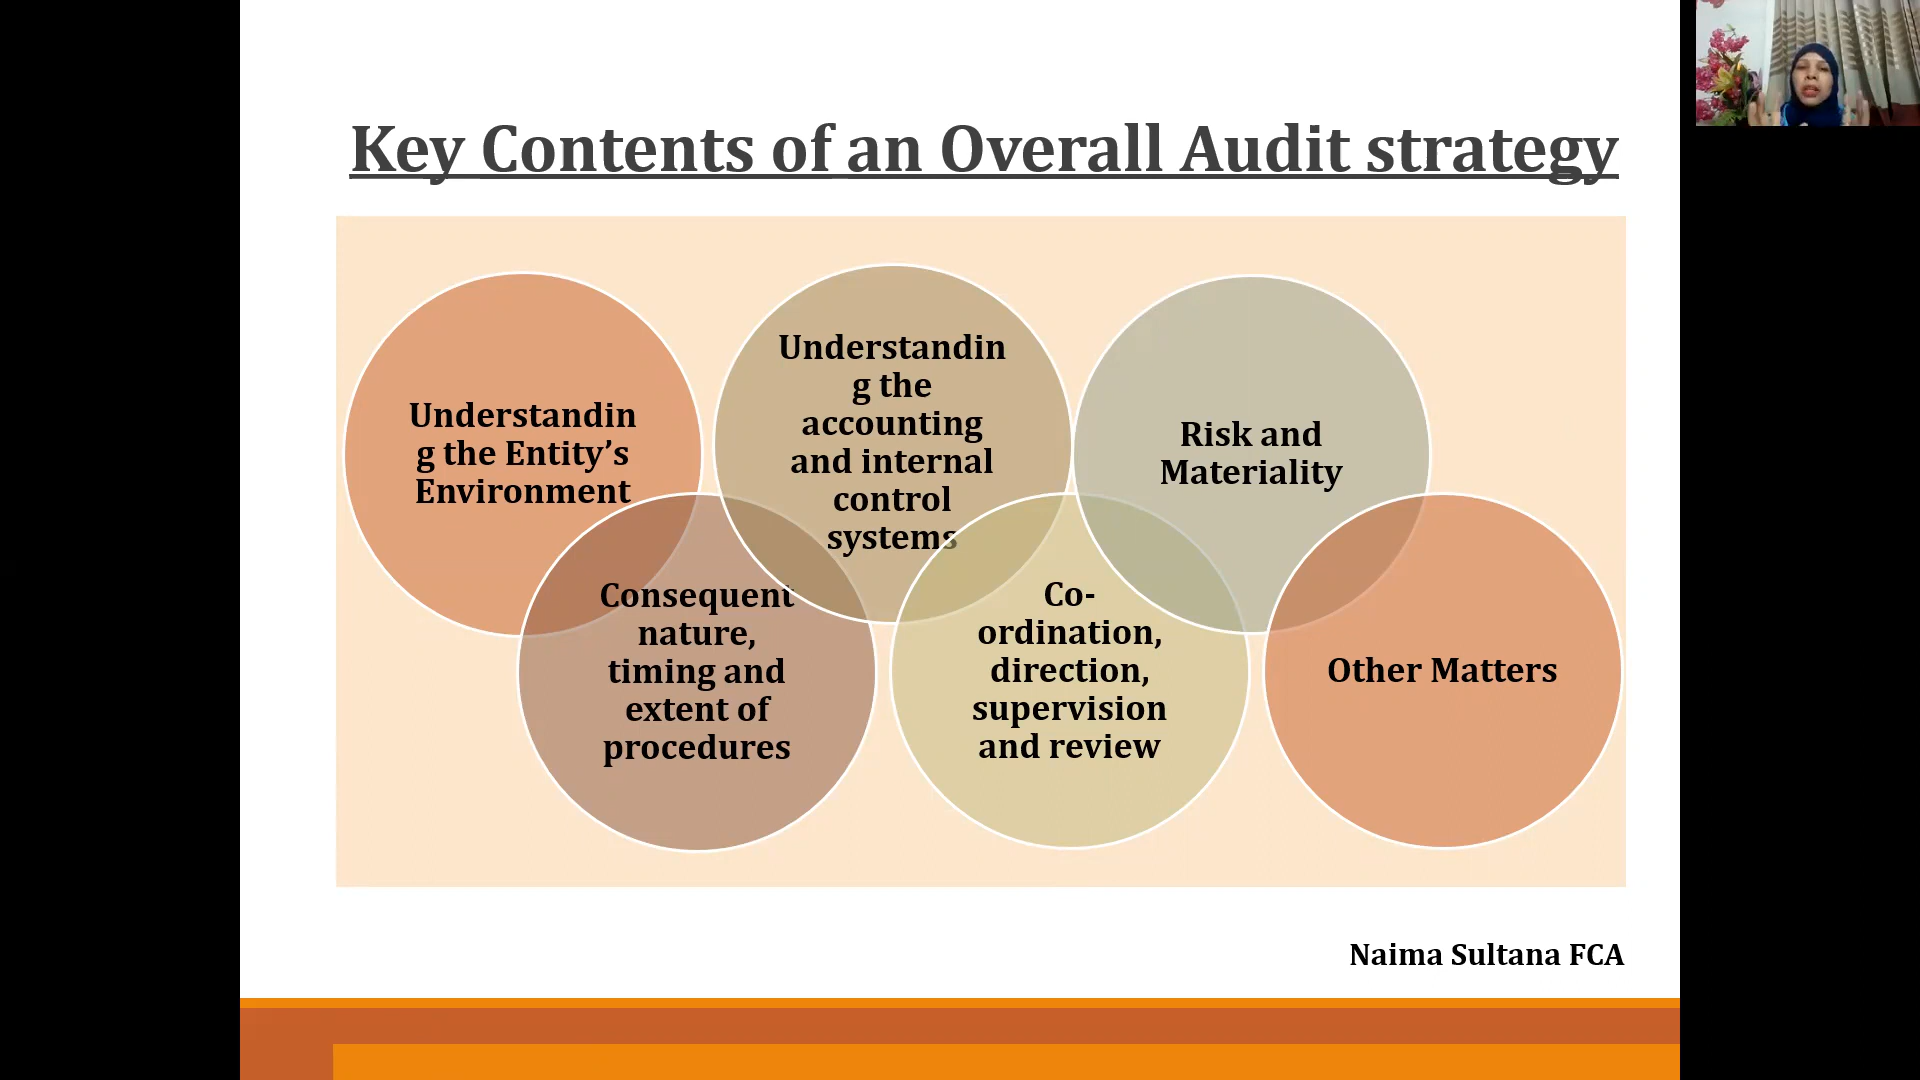 Key Contents of an Overall Audit strategy
Understandin
g the Entity’s
Environment
Consequent
nature,
timing and
extent of
procedures
Understandin
g the
accounting
and internal
control
systems
Co-
ordination,
direction,
supervision
and review
Risk and
Materiality
Other Matters
Naima Sultana FCA